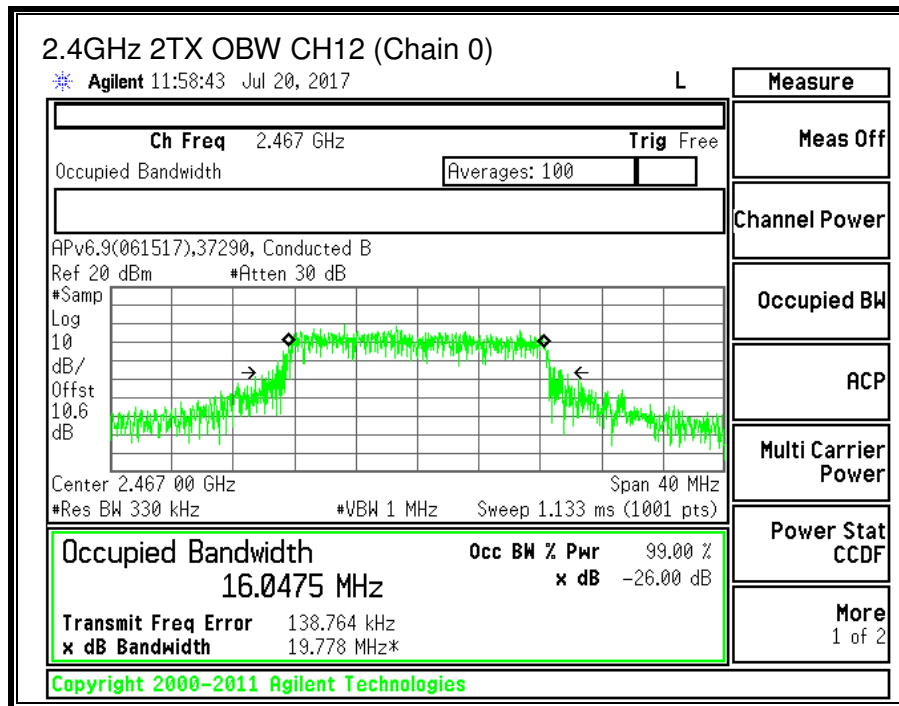 2.4GHz 2TX OBW CH12 (Chain 0)
Agilent 11:58:43 Jul 20, 2017 L
Measure
Ch Freq 2.467 GHz Trig Free
Occupied Bandwidth Averages: 100
APv6.9(061517),37290, Conducted B
Ref 20 dBm #Atten 30 dB
#Samp
Log
10
dB/
Offst
10.6
dB
Center 2.467 00 GHz Span 40 MHz
#Res BW 330 kHz #VBW 1 MHz Sweep 1.133 ms (1001 pts)
Occupied Bandwidth Occ BW % Pwr 99.00 %
16.0475 MHz x dB -26.00 dB
Transmit Freq Error 138.764 kHz
x dB Bandwidth 19.778 MHz*
Meas Off
Channel Power
Occupied BW
ACP
Multi Carrier
Power
Power Stat
CCDF
More
1 of 2
Copyright 2000-2011 Agilent Technologies